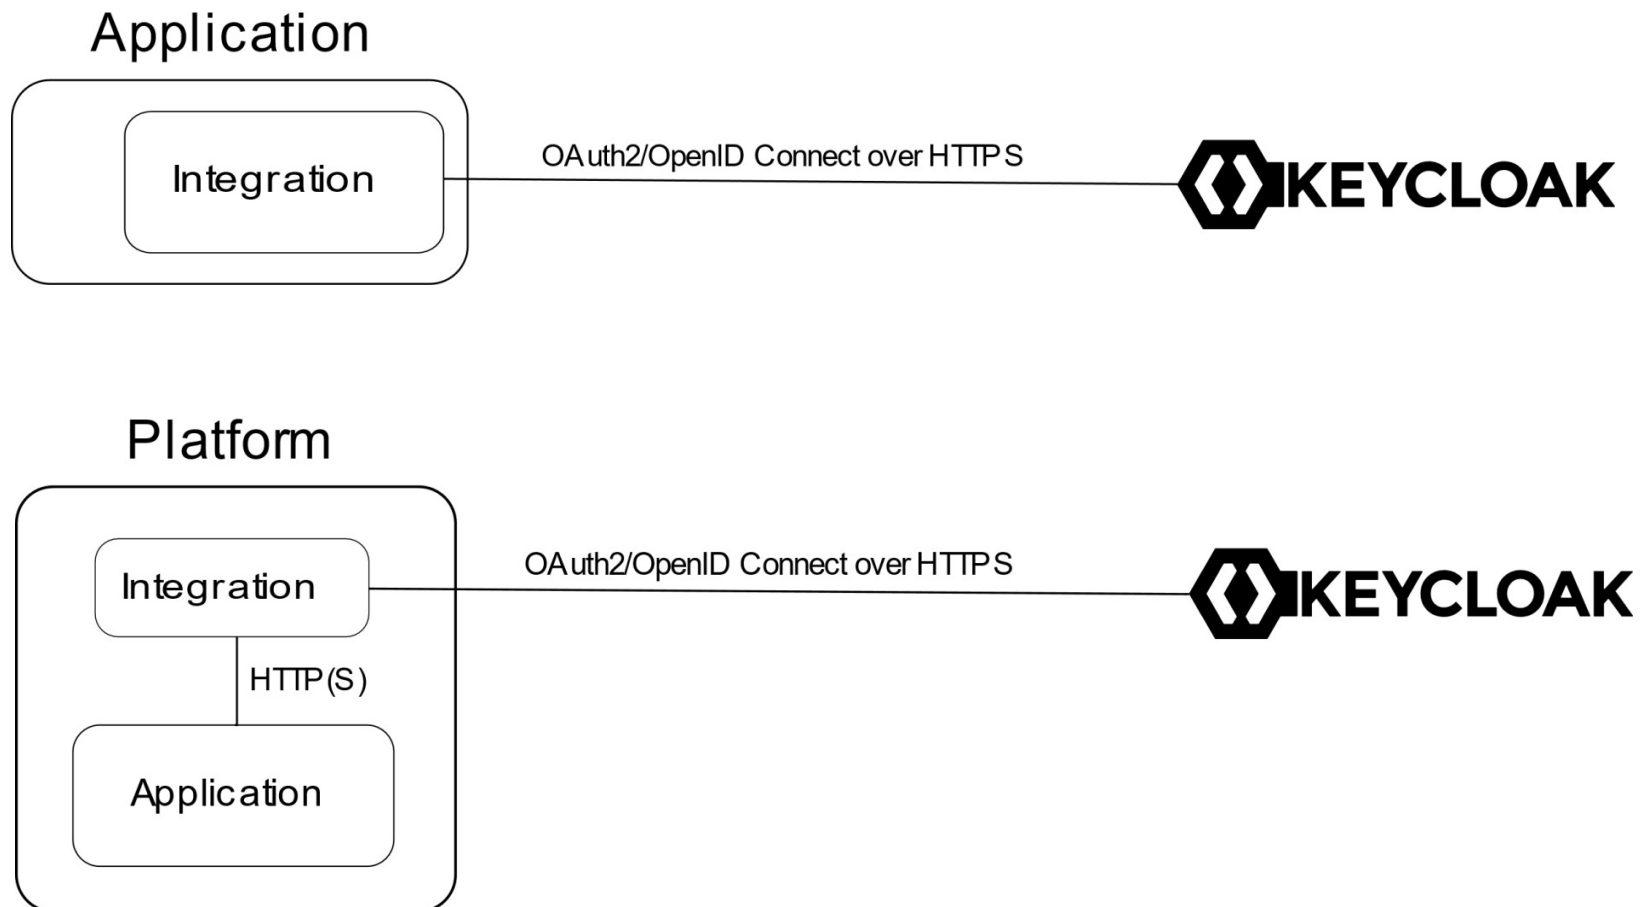 Application
Integration
OAuth2/OpenID Connect over HTTPS
KEYCLOAK
Platform
Integration
OAuth2/OpenID Connect over HTTPS
KEYCLOAK
HTTP(S)
Application